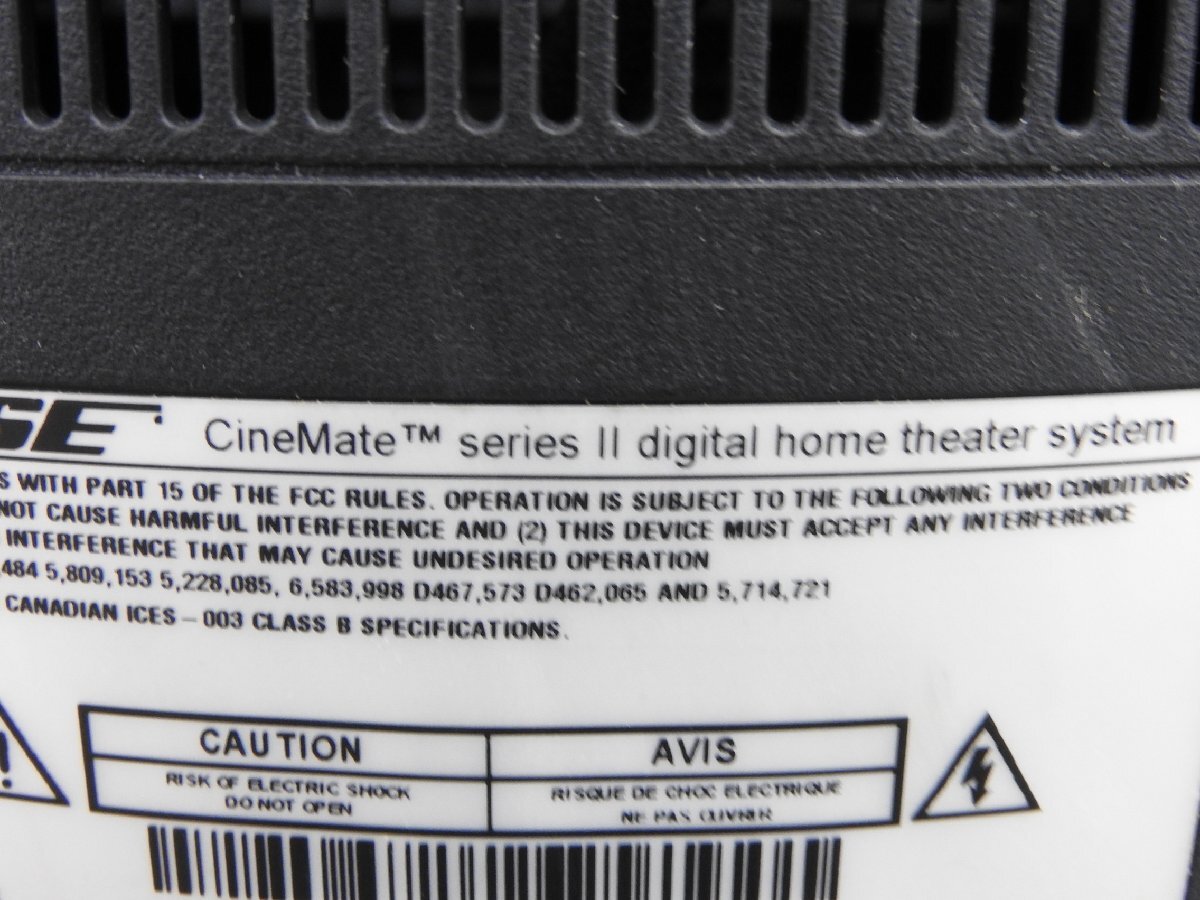 SE CineMate™ series II digital home theater system
S WITH PART 15 OF THE FCC RULES. OPERATION IS SUBJECT TO THE FOLLOWING TWO CONDITIONS
NOT CAUSE HARMFUL INTERFERENCE AND (2) THIS DEVICE MUST ACCEPT ANY INTERFERENCE
INTERFERENCE THAT MAY CAUSE UNDESIRED OPERATION
,484 5,809,153 5,228,085, 6,583,998 D467,573 D462,065 AND 5,714,721
CANADIAN ICES-003 CLASS B SPECIFICATIONS.
CAUTION
RISK OF ELECTRIC SHOCK
DO NOT OPEN
AVIS
RISQUE DE CHOC ELECTRIQUE
NE PAS OUVRIR